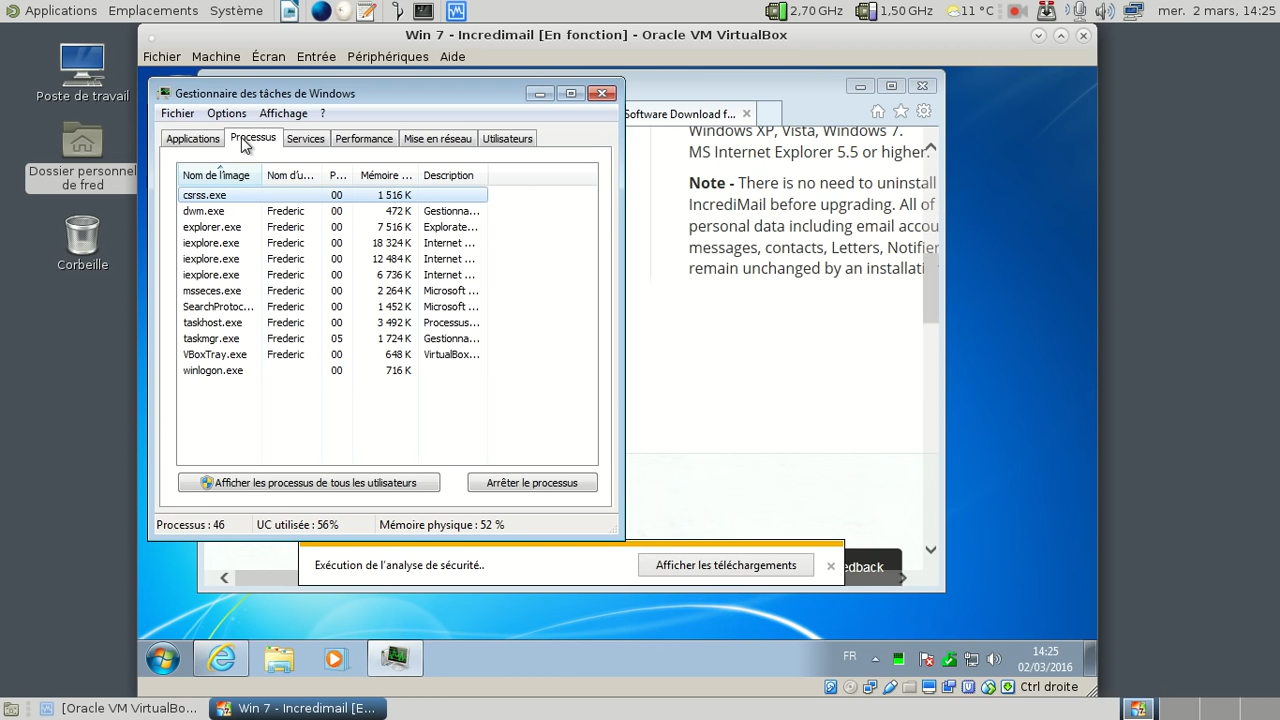 Applications Emplacements Système 2,70 GHz 1,50 GHz 11 °C mer. 2 mars, 14:25
Win 7 - Incredimail [En fonction] - Oracle VM VirtualBox
Fichier Machine Écran Entrée Périphériques Aide
Poste de travail
Dossier personnel
de fred
Corbeille
Gestionnaire des tâches de Windows
Fichier Options Affichage ?
Applications Processus Services Performance Mise en réseau Utilisateurs
Nom de l'image Nom d'u... P... Mémoire ... Description
csrss.exe 00 1 516 K
dwm.exe Frederic 00 472 K Gestionna...
explorer.exe Frederic 00 7 516 K Explorate...
iexplore.exe Frederic 00 18 324 K Internet ...
iexplore.exe Frederic 00 12 484 K Internet ...
iexplore.exe Frederic 00 6 736 K Internet ...
msseces.exe Frederic 00 2 264 K Microsoft ...
SearchProtoc... Frederic 00 1 452 K Microsoft ...
taskhost.exe Frederic 00 3 492 K Processus...
taskmgr.exe Frederic 05 1 724 K Gestionna...
VBoxTray.exe Frederic 00 648 K VirtualBox...
winlogon.exe 00 716 K
Afficher les processus de tous les utilisateurs Arrêter le processus
Processus : 46 UC utilisée : 56% Mémoire physique : 52 %
Software Download f...
Windows XP, Vista, Windows 7.
MS Internet Explorer 5.5 or higher.
Note - There is no need to uninstall
IncrediMail before upgrading. All of
personal data including email accou
messages, contacts, Letters, Notifier
remain unchanged by an installati
Exécution de l'analyse de sécurité.. Afficher les téléchargements
edback
FR 14:25
02/03/2016
Ctrl droite
[Oracle VM VirtualBo... Win 7 - Incredimail [E...